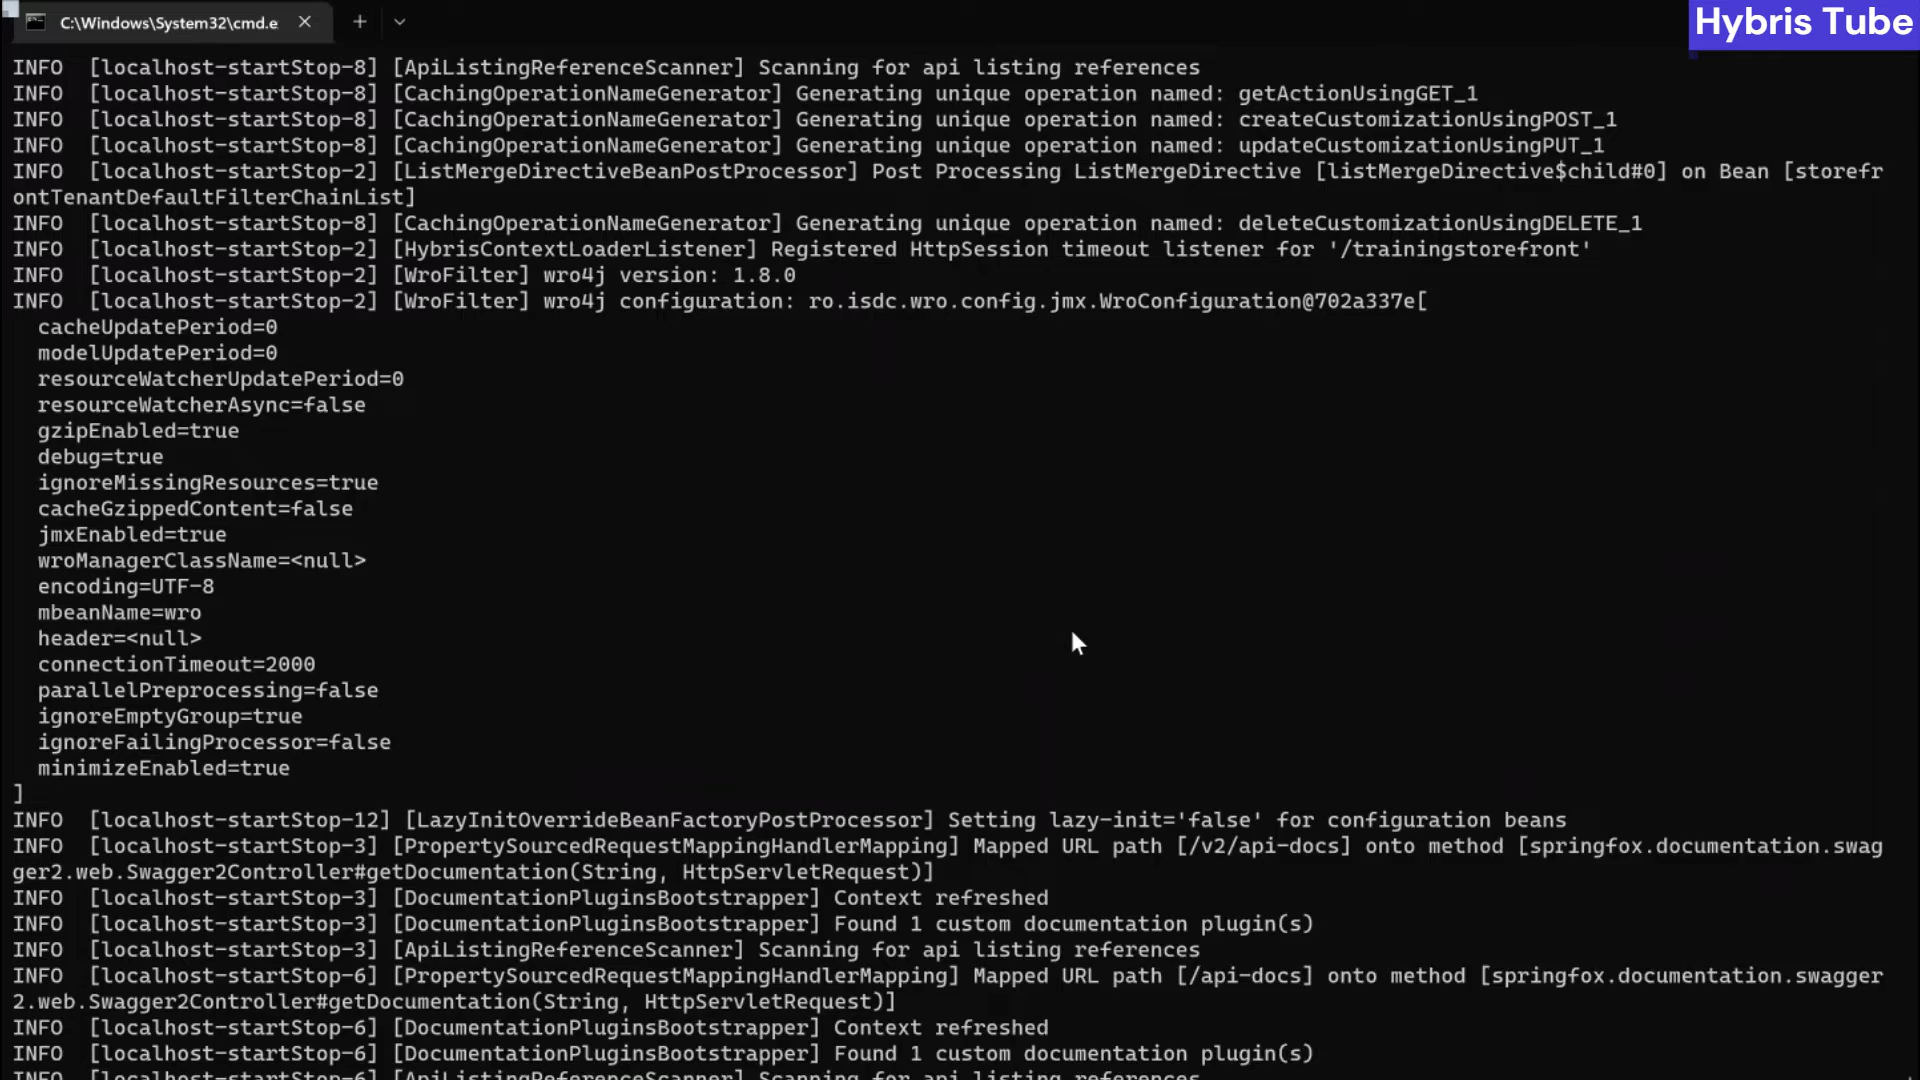 C:\Windows\System32\cmd.e
Hybris Tube
INFO  [localhost-startStop-8] [ApiListingReferenceScanner] Scanning for api listing references
INFO  [localhost-startStop-8] [CachingOperationNameGenerator] Generating unique operation named: getActionUsingGET_1
INFO  [localhost-startStop-8] [CachingOperationNameGenerator] Generating unique operation named: createCustomizationUsingPOST_1
INFO  [localhost-startStop-8] [CachingOperationNameGenerator] Generating unique operation named: updateCustomizationUsingPUT_1
INFO  [localhost-startStop-2] [ListMergeDirectiveBeanPostProcessor] Post Processing ListMergeDirective [listMergeDirective$child#0] on Bean [storefr
ontTenantDefaultFilterChainList]
INFO  [localhost-startStop-8] [CachingOperationNameGenerator] Generating unique operation named: deleteCustomizationUsingDELETE_1
INFO  [localhost-startStop-2] [HybrisContextLoaderListener] Registered HttpSession timeout listener for '/trainingstorefront'
INFO  [localhost-startStop-2] [WroFilter] wro4j version: 1.8.0
INFO  [localhost-startStop-2] [WroFilter] wro4j configuration: ro.isdc.wro.config.jmx.WroConfiguration@702a337e[
  cacheUpdatePeriod=0
  modelUpdatePeriod=0
  resourceWatcherUpdatePeriod=0
  resourceWatcherAsync=false
  gzipEnabled=true
  debug=true
  ignoreMissingResources=true
  cacheGzippedContent=false
  jmxEnabled=true
  wroManagerClassName=<null>
  encoding=UTF-8
  mbeanName=wro
  header=<null>
  connectionTimeout=2000
  parallelPreprocessing=false
  ignoreEmptyGroup=true
  ignoreFailingProcessor=false
  minimizeEnabled=true
]
INFO  [localhost-startStop-12] [LazyInitOverrideBeanFactoryPostProcessor] Setting lazy-init='false' for configuration beans
INFO  [localhost-startStop-3] [PropertySourcedRequestMappingHandlerMapping] Mapped URL path [/v2/api-docs] onto method [springfox.documentation.swag
ger2.web.Swagger2Controller#getDocumentation(String, HttpServletRequest)]
INFO  [localhost-startStop-3] [DocumentationPluginsBootstrapper] Context refreshed
INFO  [localhost-startStop-3] [DocumentationPluginsBootstrapper] Found 1 custom documentation plugin(s)
INFO  [localhost-startStop-3] [ApiListingReferenceScanner] Scanning for api listing references
INFO  [localhost-startStop-6] [PropertySourcedRequestMappingHandlerMapping] Mapped URL path [/api-docs] onto method [springfox.documentation.swagger
2.web.Swagger2Controller#getDocumentation(String, HttpServletRequest)]
INFO  [localhost-startStop-6] [DocumentationPluginsBootstrapper] Context refreshed
INFO  [localhost-startStop-6] [DocumentationPluginsBootstrapper] Found 1 custom documentation plugin(s)
INFO  [localhost-startStop-6] [ApiListingReferenceScanner] Scanning for api listing references